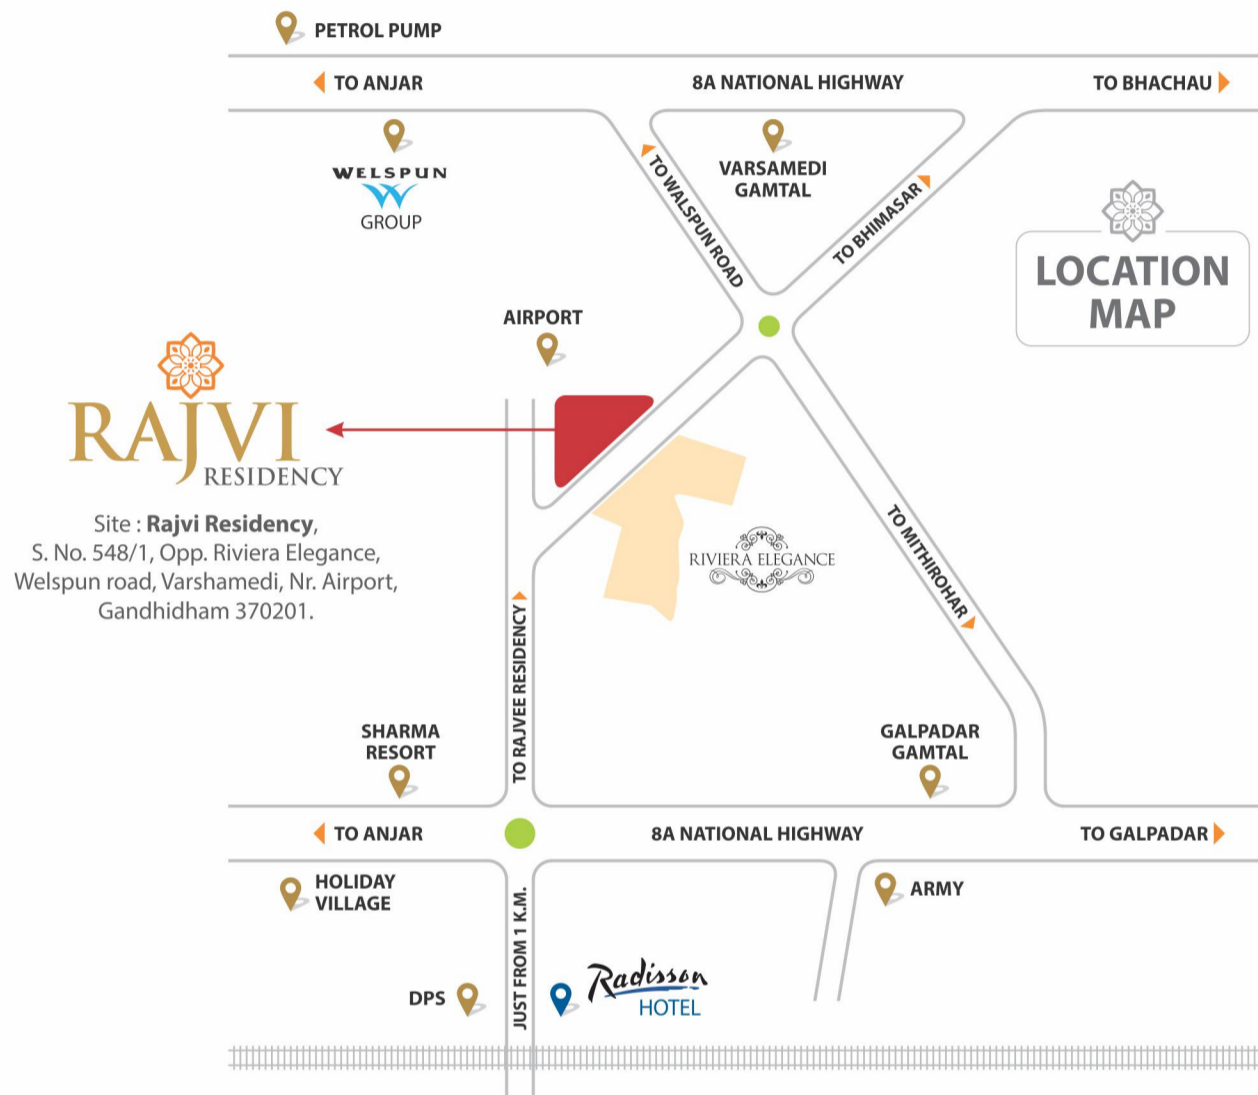 PETROL PUMP
TO ANJAR
8A NATIONAL HIGHWAY
TO BHACHAU
WELSPUN
GROUP
VARSAMEDI
GAMTAL
TO WALSPUN ROAD
TO BHIMASAR
LOCATION
MAP
AIRPORT
RAJVI
RESIDENCY
Site : Rajvi Residency,
S. No. 548/1, Opp. Riviera Elegance,
Welspun road, Varshamedi, Nr. Airport,
Gandhidham 370201.
RIVIERA ELEGANCE
TO MITHIROHAR
TO RAJVEE RESIDENCY
SHARMA
RESORT
GALPADAR
GAMTAL
TO ANJAR
8A NATIONAL HIGHWAY
TO GALPADAR
HOLIDAY
VILLAGE
ARMY
JUST FROM 1 K.M.
DPS
Radisson
HOTEL